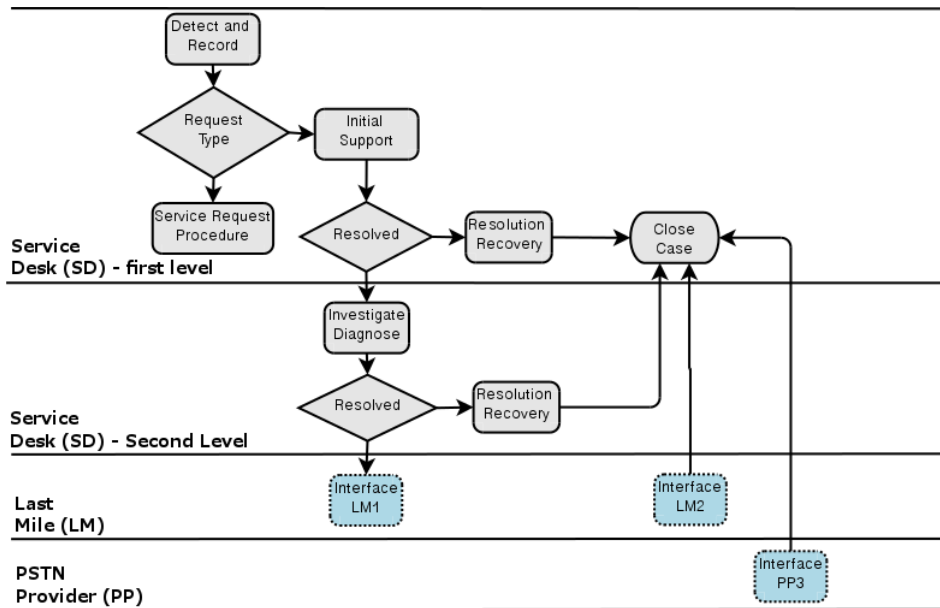 Detect and
Record
Request
Type
Initial
Support
Service Request
Procedure
Resolved
Resolution
Recovery
Close
Case
Service
Desk (SD) - first level
Investigate
Diagnose
Resolved
Resolution
Recovery
Service
Desk (SD) - Second Level
Interface
LM1
Interface
LM2
Last
Mile (LM)
Interface
PP3
PSTN
Provider (PP)